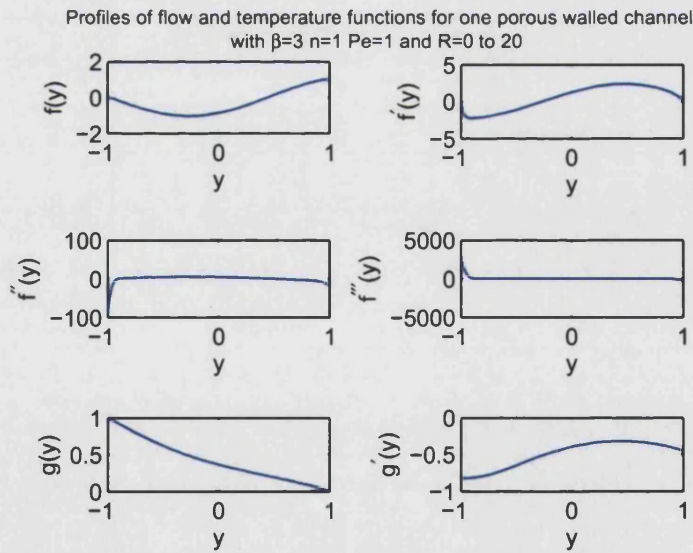 Profiles of flow and temperature functions for one porous walled channel
with β=3 n=1 Pe=1 and R=0 to 20
2
0
−2
f(y)
−1 0 1
y
5
0
−5
f′(y)
−1 0 1
y
100
0
−100
f″(y)
−1 0 1
y
5000
0
−5000
f‴(y)
−1 0 1
y
1
0.5
0
g(y)
−1 0 1
y
0
−0.5
−1
g′(y)
−1 0 1
y